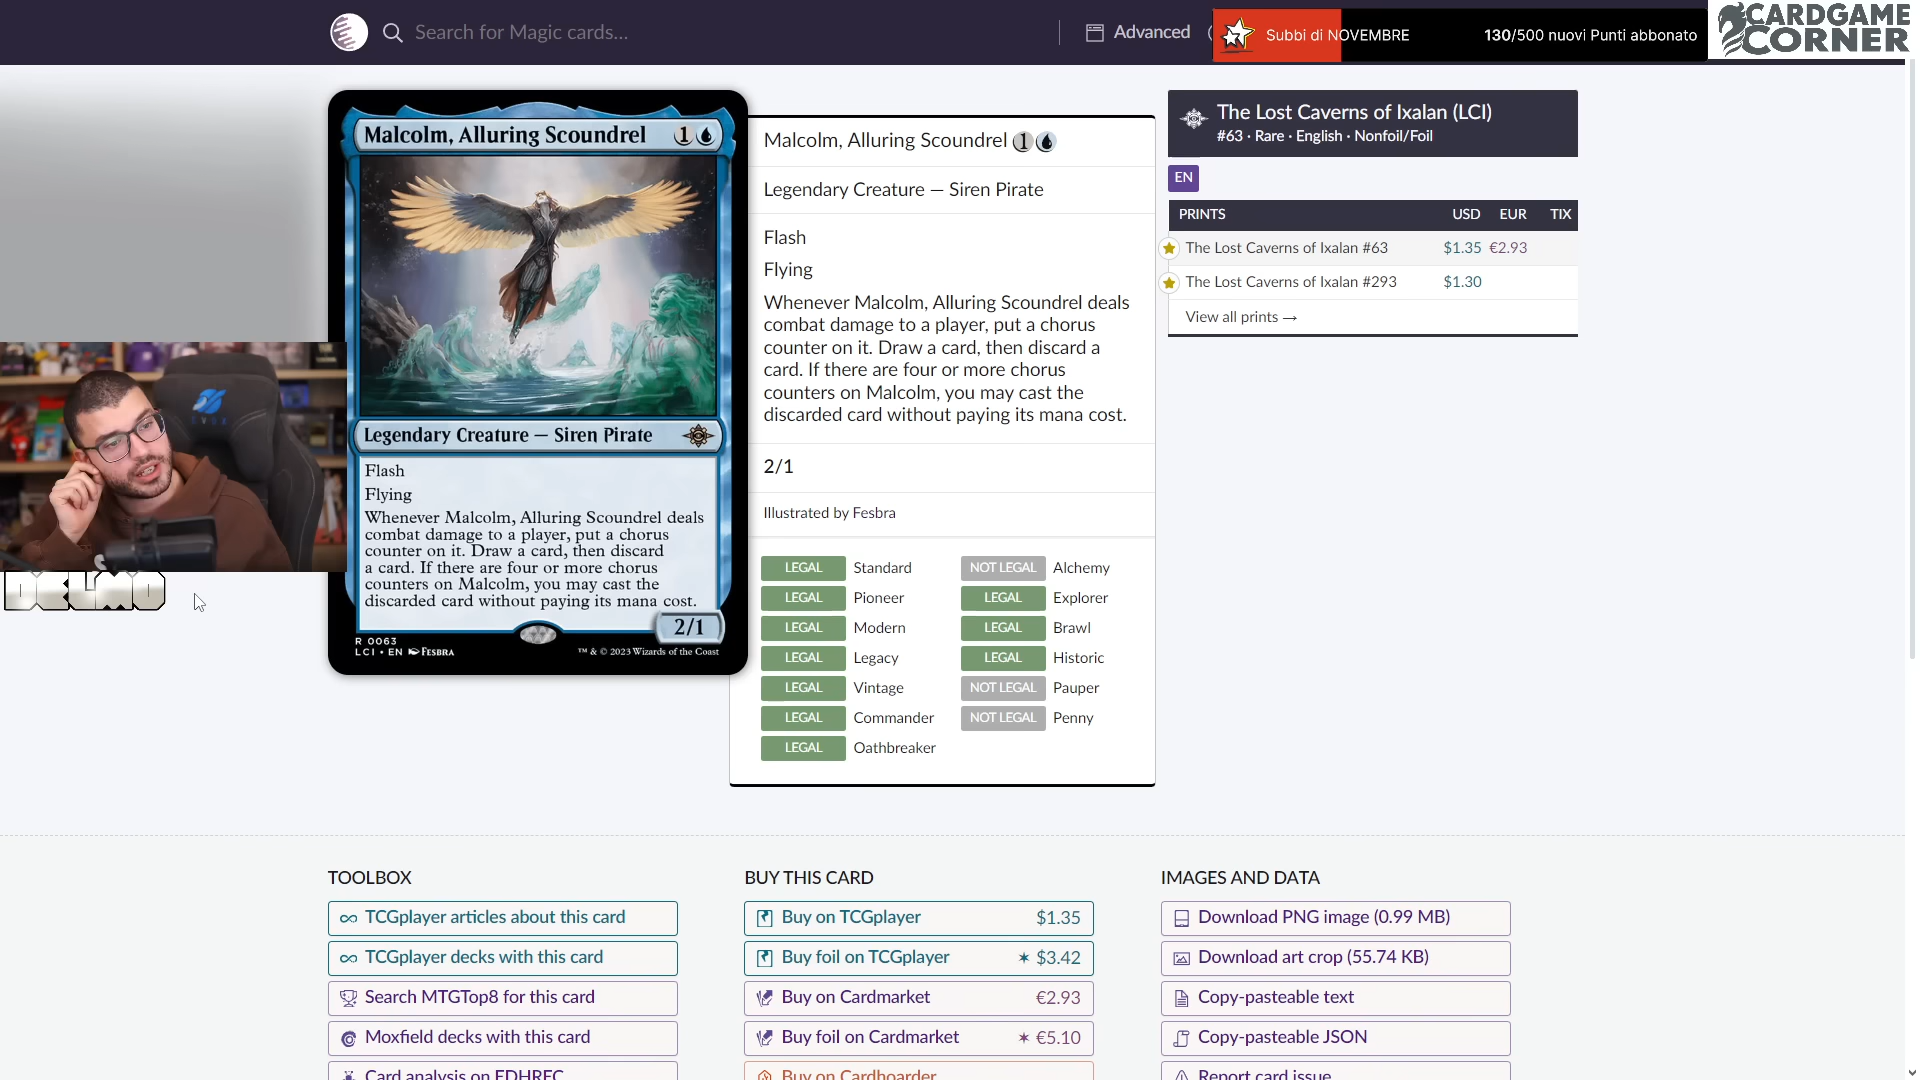 Search for Magic cards...
Advanced
Subbi di NOVEMBRE
130/500 nuovi Punti abbonato
CARDGAME
CORNER
Malcolm, Alluring Scoundrel 1
Legendary Creature — Siren Pirate
Flash
Flying
Whenever Malcolm, Alluring Scoundrel deals
combat damage to a player, put a chorus
counter on it. Draw a card, then discard
a card. If there are four or more chorus
counters on Malcolm, you may cast the
discarded card without paying its mana cost.
2/1
R 0063
LCI • EN FESBRA
™ & © 2023 Wizards of the Coast
DELMO
Malcolm, Alluring Scoundrel 1
Legendary Creature — Siren Pirate
Flash
Flying
Whenever Malcolm, Alluring Scoundrel deals
combat damage to a player, put a chorus
counter on it. Draw a card, then discard a
card. If there are four or more chorus
counters on Malcolm, you may cast the
discarded card without paying its mana cost.
2/1
Illustrated by Fesbra
LEGAL Standard NOT LEGAL Alchemy
LEGAL Pioneer LEGAL Explorer
LEGAL Modern LEGAL Brawl
LEGAL Legacy LEGAL Historic
LEGAL Vintage NOT LEGAL Pauper
LEGAL Commander NOT LEGAL Penny
LEGAL Oathbreaker
The Lost Caverns of Ixalan (LCI)
#63 · Rare · English · Nonfoil/Foil
EN
PRINTS USD EUR TIX
The Lost Caverns of Ixalan #63 $1.35 €2.93
The Lost Caverns of Ixalan #293 $1.30
View all prints →
TOOLBOX
TCGplayer articles about this card
TCGplayer decks with this card
Search MTGTop8 for this card
Moxfield decks with this card
Card analysis on EDHREC
BUY THIS CARD
Buy on TCGplayer $1.35
Buy foil on TCGplayer ✶ $3.42
Buy on Cardmarket €2.93
Buy foil on Cardmarket ✶ €5.10
Buy on Cardhoarder
IMAGES AND DATA
Download PNG image (0.99 MB)
Download art crop (55.74 KB)
Copy-pasteable text
Copy-pasteable JSON
Report card issue